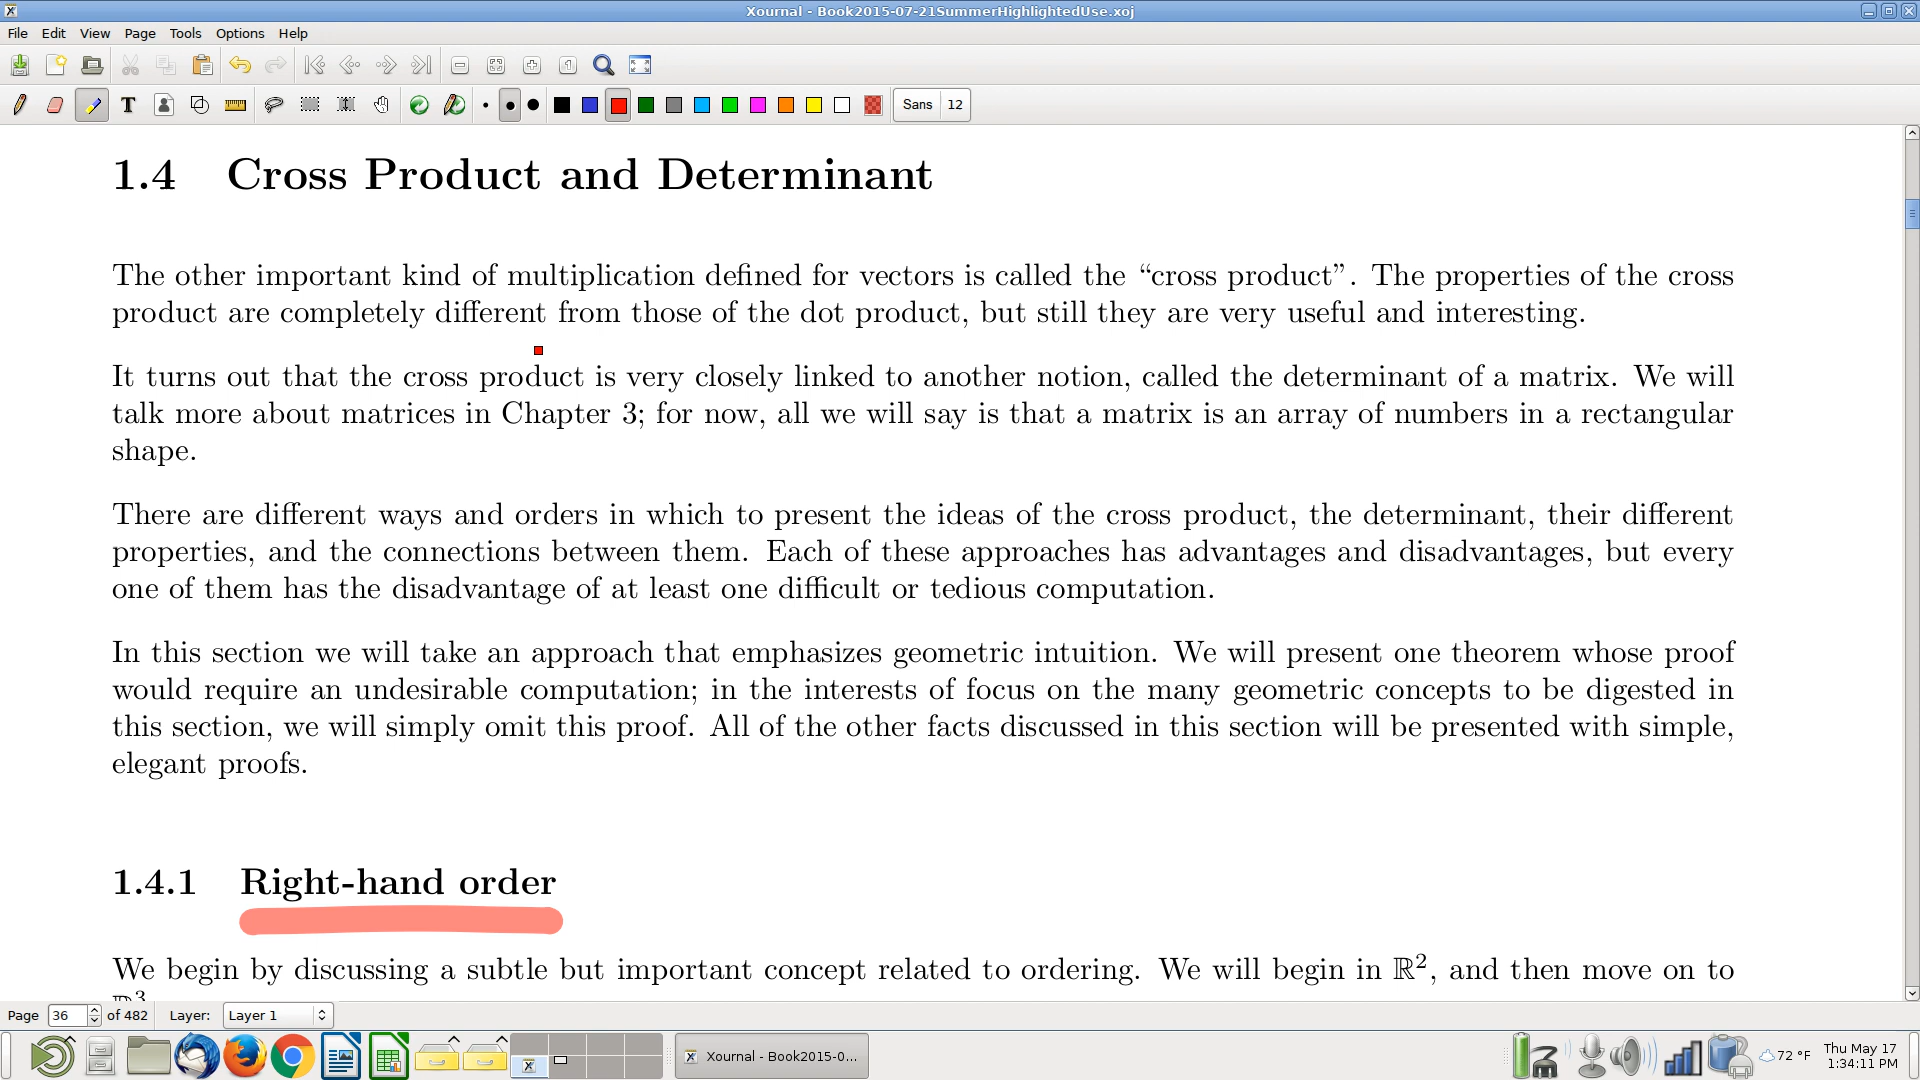 Xournal - Book2015-07-21SummerHighlightedUse.xoj
File Edit View Page Tools Options Help
Sans 12
1.4 Cross Product and Determinant
The other important kind of multiplication defined for vectors is called the “cross product”. The properties of the cross
product are completely different from those of the dot product, but still they are very useful and interesting.
It turns out that the cross product is very closely linked to another notion, called the determinant of a matrix. We will
talk more about matrices in Chapter 3; for now, all we will say is that a matrix is an array of numbers in a rectangular
shape.
There are different ways and orders in which to present the ideas of the cross product, the determinant, their different
properties, and the connections between them. Each of these approaches has advantages and disadvantages, but every
one of them has the disadvantage of at least one difficult or tedious computation.
In this section we will take an approach that emphasizes geometric intuition. We will present one theorem whose proof
would require an undesirable computation; in the interests of focus on the many geometric concepts to be digested in
this section, we will simply omit this proof. All of the other facts discussed in this section will be presented with simple,
elegant proofs.
1.4.1 Right-hand order
We begin by discussing a subtle but important concept related to ordering. We will begin in ℝ², and then move on to
ℝ³
Page 36 of 482 Layer: Layer 1
Xournal - Book2015-0...
72 °F
Thu May 17
1:34:11 PM